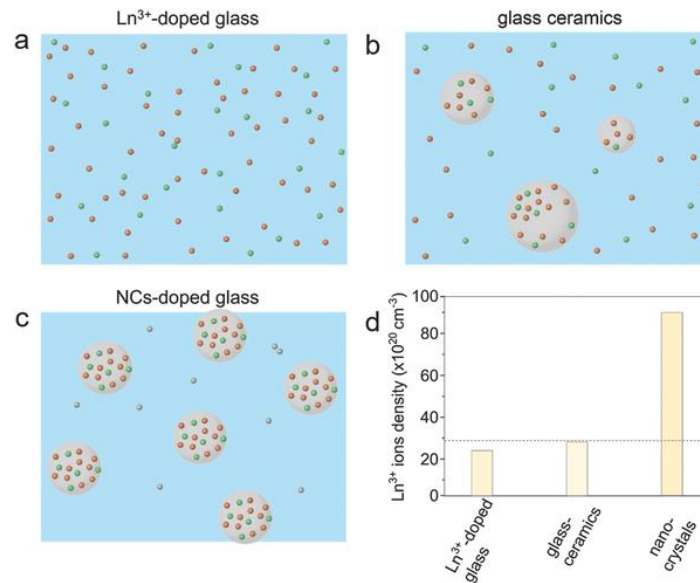 Ln³⁺-doped glass
a
glass ceramics
b
NCs-doped glass
c
d
Ln³⁺ ions density (x10²⁰ cm⁻³)
100
80
60
40
20
0
Ln³⁺-doped
glass
glass-
ceramics
nano-
crystals